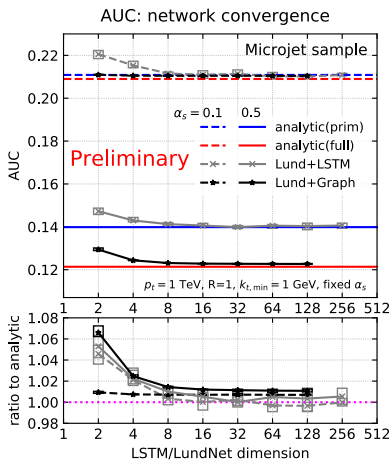 AUC: network convergence
Microjet sample
0.22
0.20
0.18
0.16
0.14
0.12
AUC
αs = 0.1 0.5
analytic(prim)
analytic(full)
Lund+LSTM
Lund+Graph
Preliminary
pt = 1 TeV, R=1, kt,min = 1 GeV, fixed αs
1 2 4 8 16 32 64 128 256 512
1.08
1.06
1.04
1.02
1.00
0.98
ratio to analytic
1 2 4 8 16 32 64 128 256 512
LSTM/LundNet dimension